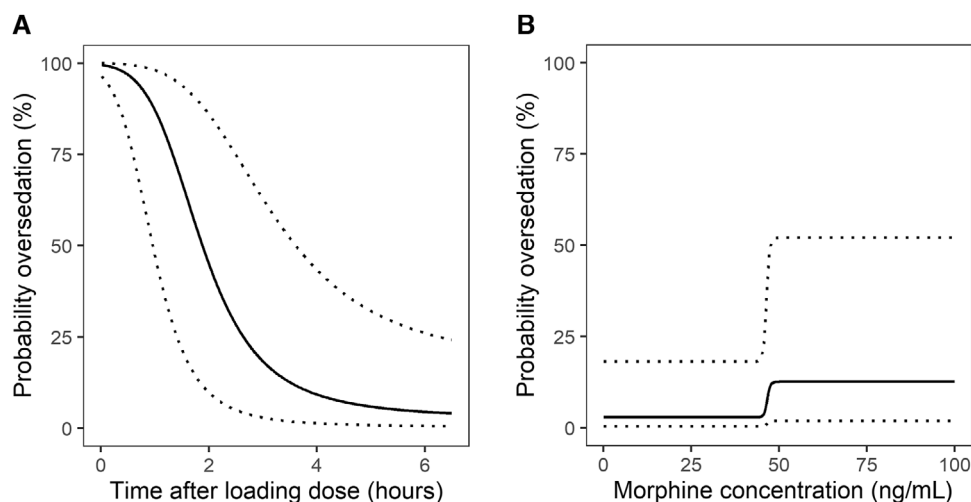 A
Probability oversedation (%)
100
75
50
25
0
0 2 4 6
Time after loading dose (hours)
B
Probability oversedation (%)
100
75
50
25
0
0 25 50 75 100
Morphine concentration (ng/mL)